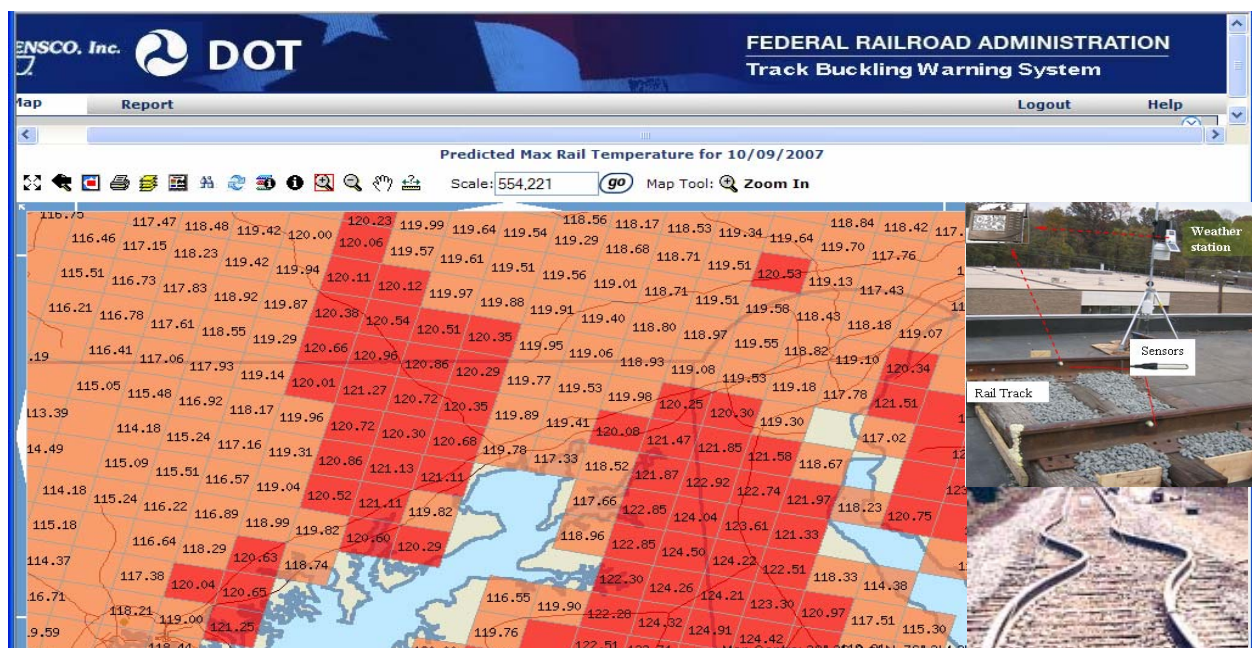 ENSCO, Inc.
DOT
FEDERAL RAILROAD ADMINISTRATION
Track Buckling Warning System
Map Report Logout Help
Predicted Max Rail Temperature for 10/09/2007
Scale: 554,221 go Map Tool: Zoom In
116.75 117.47 118.48 119.42 120.00
120.23 119.99 119.64 119.54 119.29 118.68 118.71 119.51 120.53 119.13 117.43
118.56 118.17 118.53 119.34 119.64 119.70 117.76
118.84 118.42 117.
116.46 117.15 118.23 119.42 119.94 120.11 120.12 119.97 119.88 119.91 119.40 118.80 118.97 119.55 118.82 119.10 120.34
120.06 119.57 119.61 119.51 119.56 119.01 118.71 119.51 119.58 118.43 118.18 119.07
115.51 116.73 117.83 118.92 119.87 120.38 120.54 120.51 120.35 119.95 119.06 118.93 119.08 119.53 119.18 117.78 121.51
116.21 116.78 117.61 118.55 119.29 120.66 120.96 120.86 120.29 119.77 119.53 119.98 120.25 120.30 119.30
.19 116.41 117.06 117.93 119.14 120.01 121.27 120.72 120.35 119.89 119.41 120.08 121.47 121.85 121.58 118.67
117.02
115.05 115.48 116.92 118.17 119.96 120.72 120.30 120.68 119.78 117.33 118.52 121.87 122.92 122.74 121.97 118.23 120.75
113.39 114.18 115.24 117.16 119.31 120.86 121.13 121.11
117.66 122.85 124.04 123.61 121.33
14.49 115.09 115.51 116.57 119.04 120.52 121.11 119.82
118.96 122.85 124.50 124.22 122.51 118.33 114.38
114.18 115.24 116.22 116.89 118.99 119.82 120.60 120.29
122.30 124.26 124.21 123.30 120.97 117.51 115.30
115.18 116.64 118.29 120.63 118.74
116.55 119.90 122.28 124.32 124.91 124.42
114.37 117.38 120.04 120.65
119.76
16.71 118.21 119.00 121.25
122.51
9.59 118.44
Weather station
Sensors
Rail Track